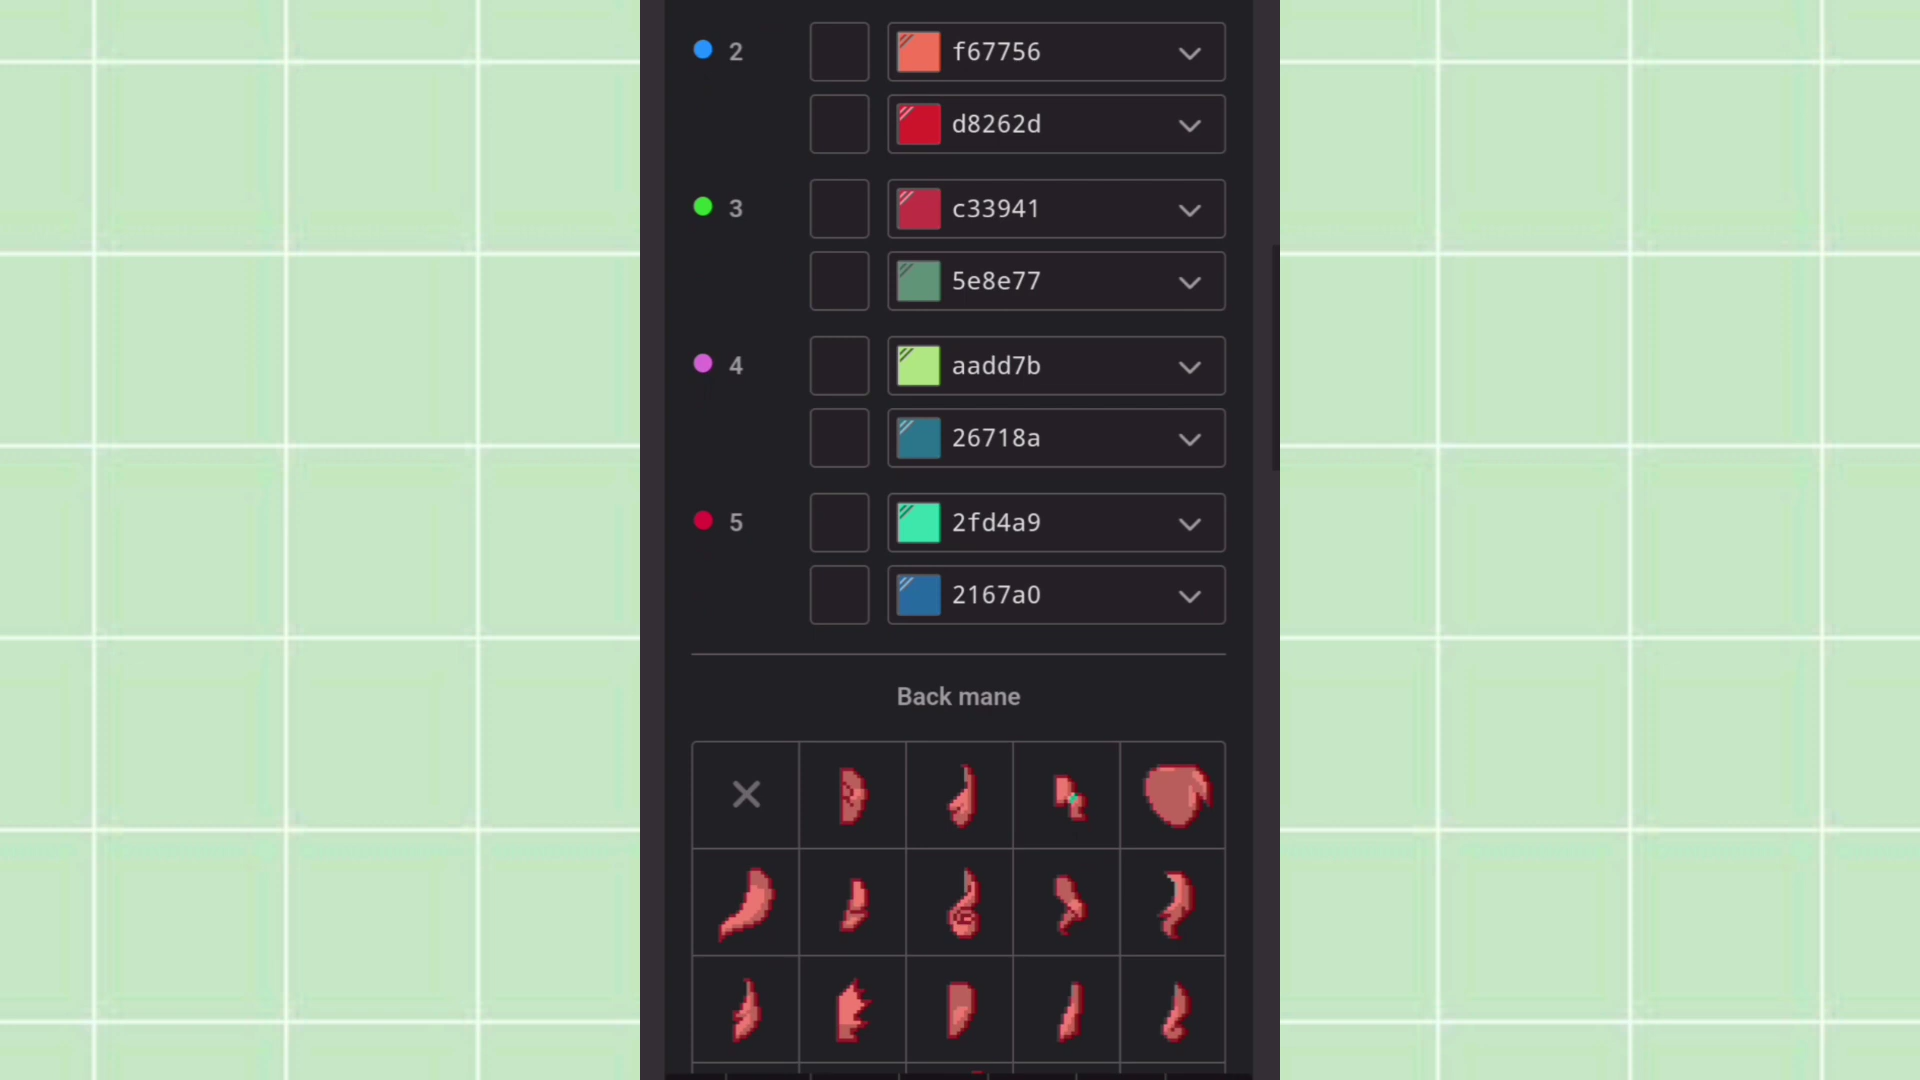 2 f67756
d8262d
3 c33941
5e8e77
4 aadd7b
26718a
5 2fd4a9
2167a0
Back mane